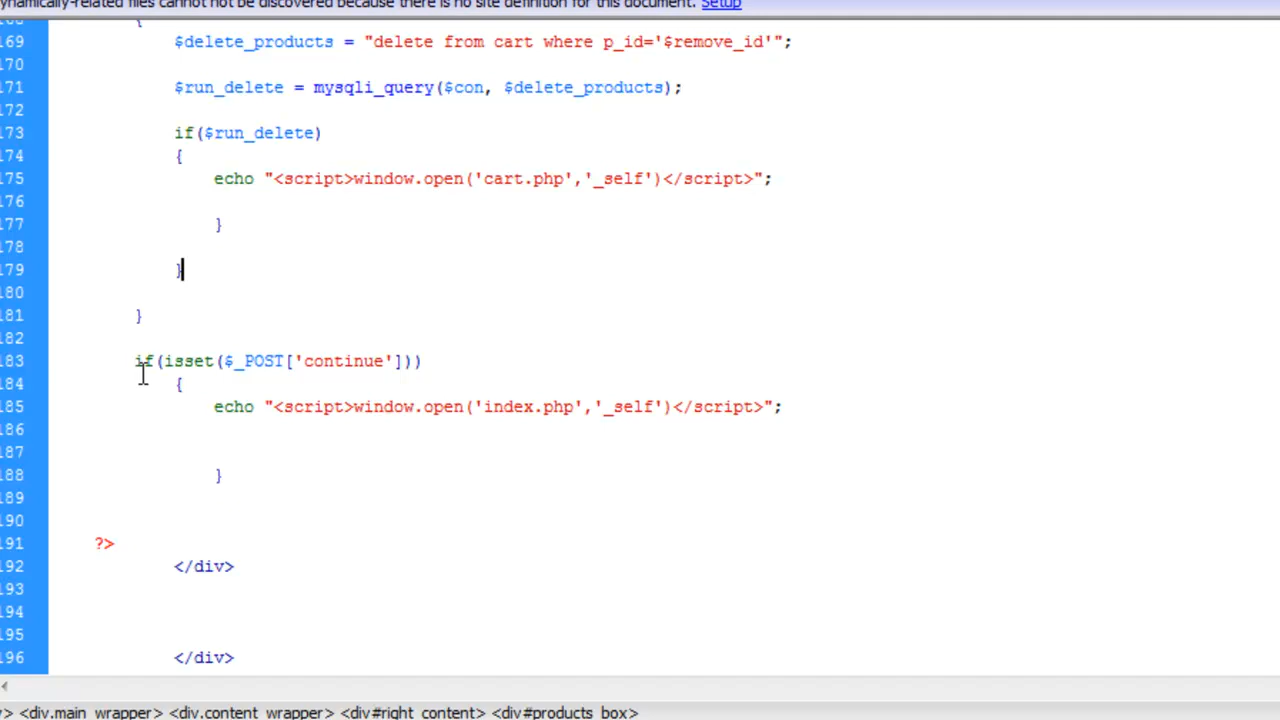 ynamically-related files cannot be discovered because there is no site definition for this document. Setup
168 {
169 $delete_products = "delete from cart where p_id='$remove_id'";
170
171 $run_delete = mysqli_query($con, $delete_products);
172
173 if($run_delete)
174 {
175 echo "<script>window.open('cart.php','_self')</script>";
176
177 }
178
179 }
180
181 }
182
183 if(isset($_POST['continue']))
184 {
185 echo "<script>window.open('index.php','_self')</script>";
186
187
188 }
189
190
191 ?>
192 </div>
193
194
195
196 </div>
> <div.main_wrapper> <div.content_wrapper> <div#right_content> <div#products_box>